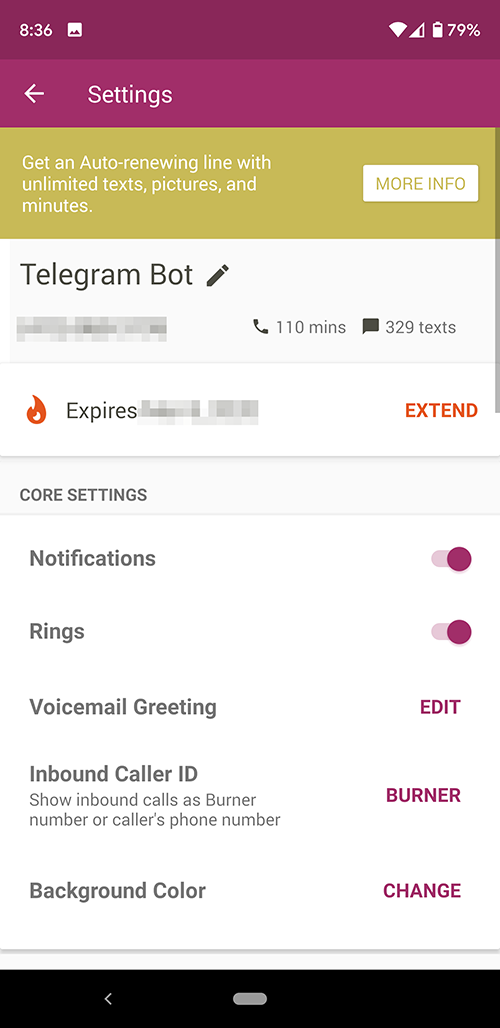 8:36 79%
Settings
Get an Auto-renewing line with
unlimited texts, pictures, and
minutes.
MORE INFO
Telegram Bot
110 mins 329 texts
Expires
EXTEND
CORE SETTINGS
Notifications
Rings
Voicemail Greeting EDIT
Inbound Caller ID
Show inbound calls as Burner
number or caller's phone number
BURNER
Background Color CHANGE